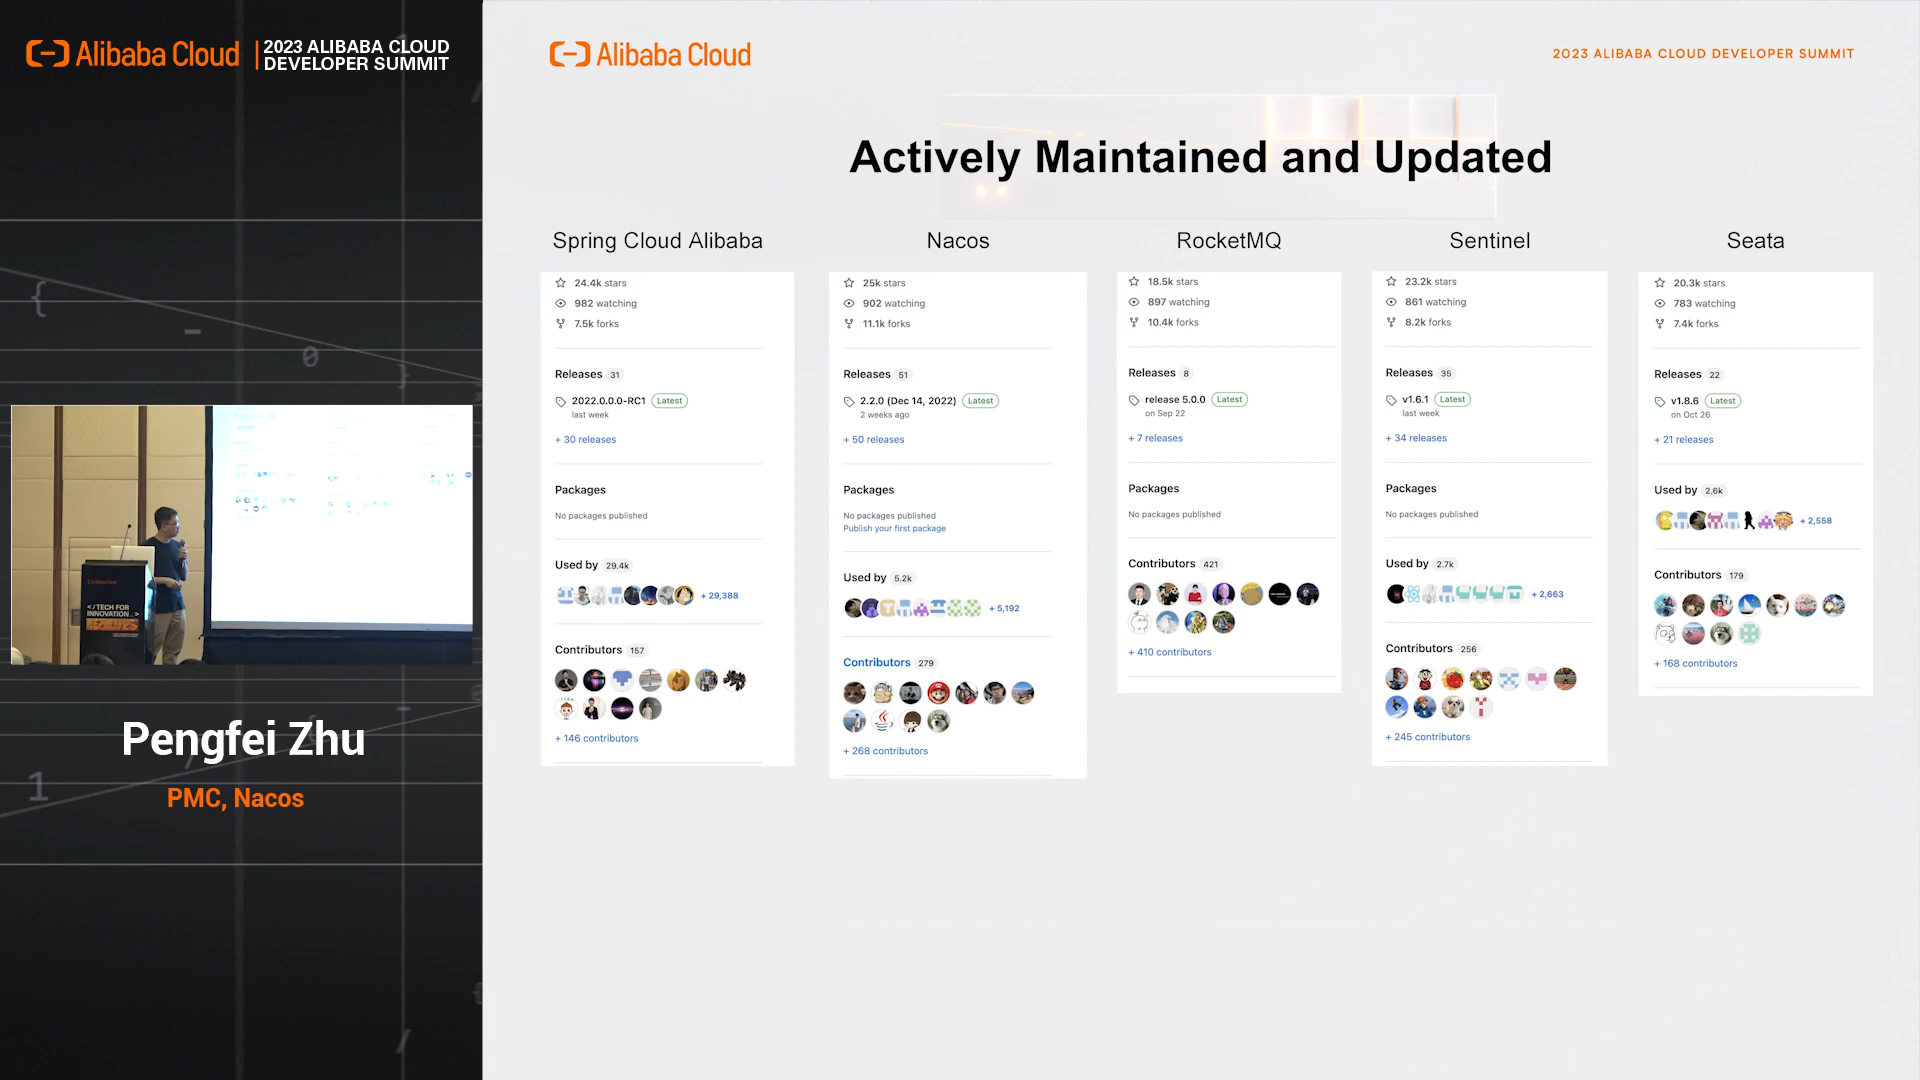 Alibaba Cloud
2023 ALIBABA CLOUD
DEVELOPER SUMMIT
</TECH FOR
INNOVATION_>
Pengfei Zhu
PMC, Nacos
Alibaba Cloud
2023 ALIBABA CLOUD DEVELOPER SUMMIT
Actively Maintained and Updated
Spring Cloud Alibaba
24.4k stars
982 watching
7.5k forks
Releases 31
2022.0.0.0-RC1 Latest
last week
+ 30 releases
Packages
No packages published
Used by 29.4k
+ 29,388
Contributors 157
+ 146 contributors
Nacos
25k stars
902 watching
11.1k forks
Releases 51
2.2.0 (Dec 14, 2022) Latest
2 weeks ago
+ 50 releases
Packages
No packages published
Publish your first package
Used by 5.2k
+ 5,192
Contributors 279
+ 268 contributors
RocketMQ
18.5k stars
897 watching
10.4k forks
Releases 8
release 5.0.0 Latest
on Sep 22
+ 7 releases
Packages
No packages published
Contributors 421
+ 410 contributors
Sentinel
23.2k stars
861 watching
8.2k forks
Releases 35
v1.6.1 Latest
last week
+ 34 releases
Packages
No packages published
Used by 2.7k
+ 2,663
Contributors 256
+ 245 contributors
Seata
20.3k stars
783 watching
7.4k forks
Releases 22
v1.8.6 Latest
on Oct 26
+ 21 releases
Used by 2.6k
+ 2,558
Contributors 179
+ 168 contributors